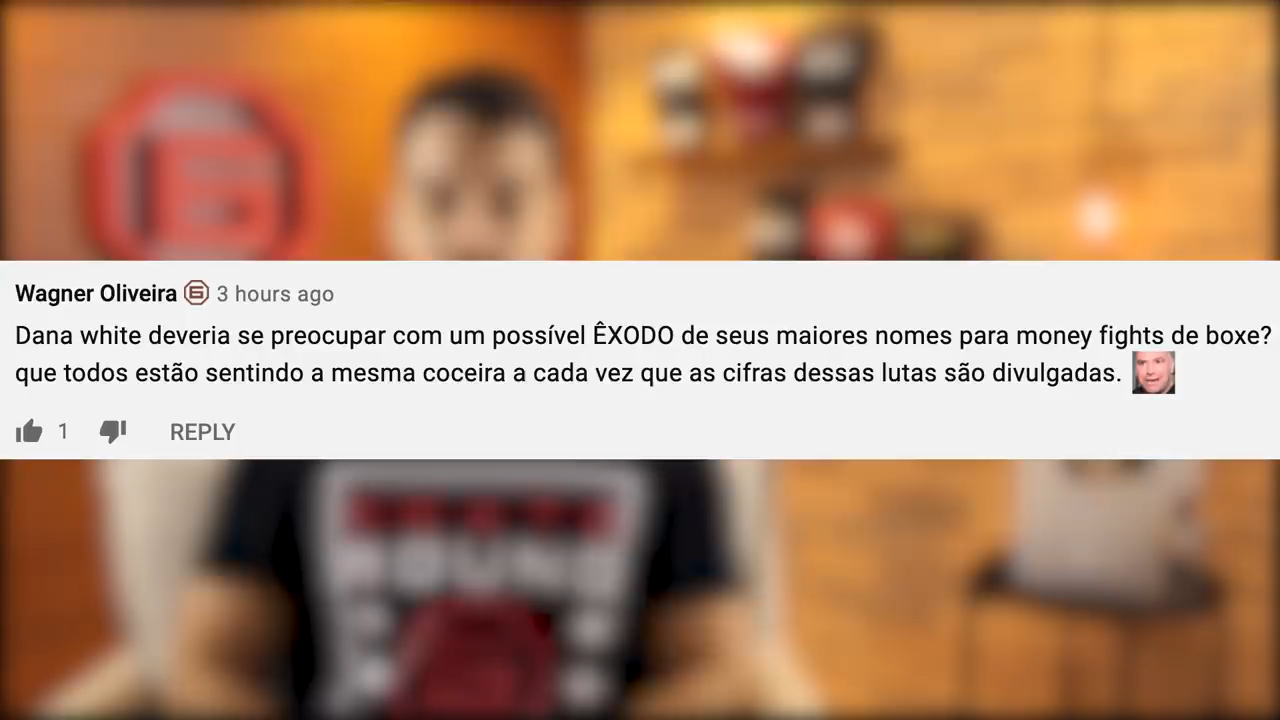 Wagner Oliveira 3 hours ago
Dana white deveria se preocupar com um possível ÊXODO de seus maiores nomes para money fights de boxe?
que todos estão sentindo a mesma coceira a cada vez que as cifras dessas lutas são divulgadas.
1 REPLY